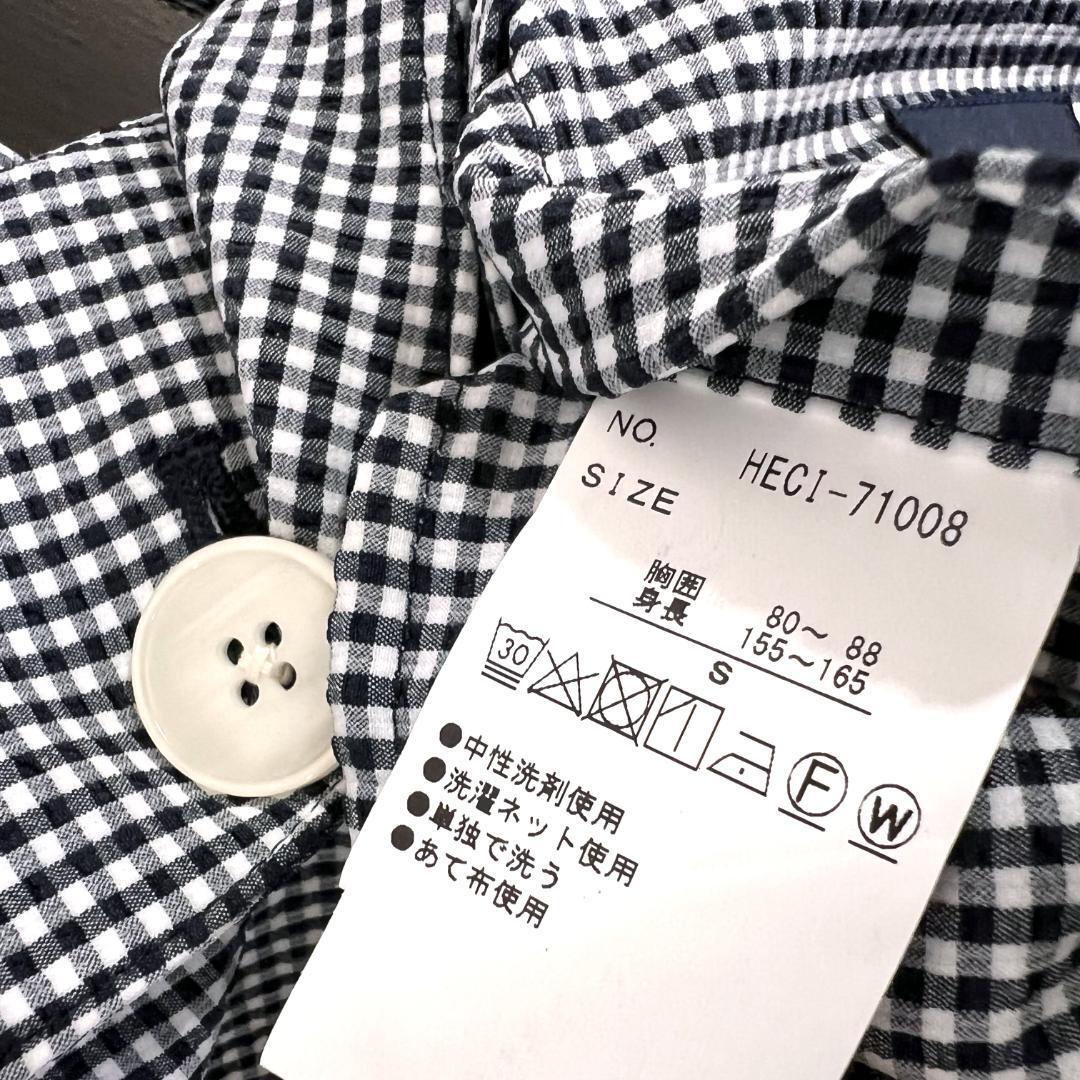 NO. HECI-71008
SIZE
胸囲 80～ 88
身長 155～165
S
30
F W
●中性洗剤使用
●洗濯ネット使用
●単独で洗う
●あて布使用